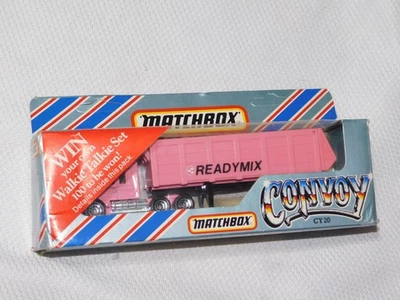 MATCHBOX
WIN
your own
Walkie Talkie Set
100 to be won!
Details inside this pack
READYMIX
MATCHBOX
CONVOY
CY20